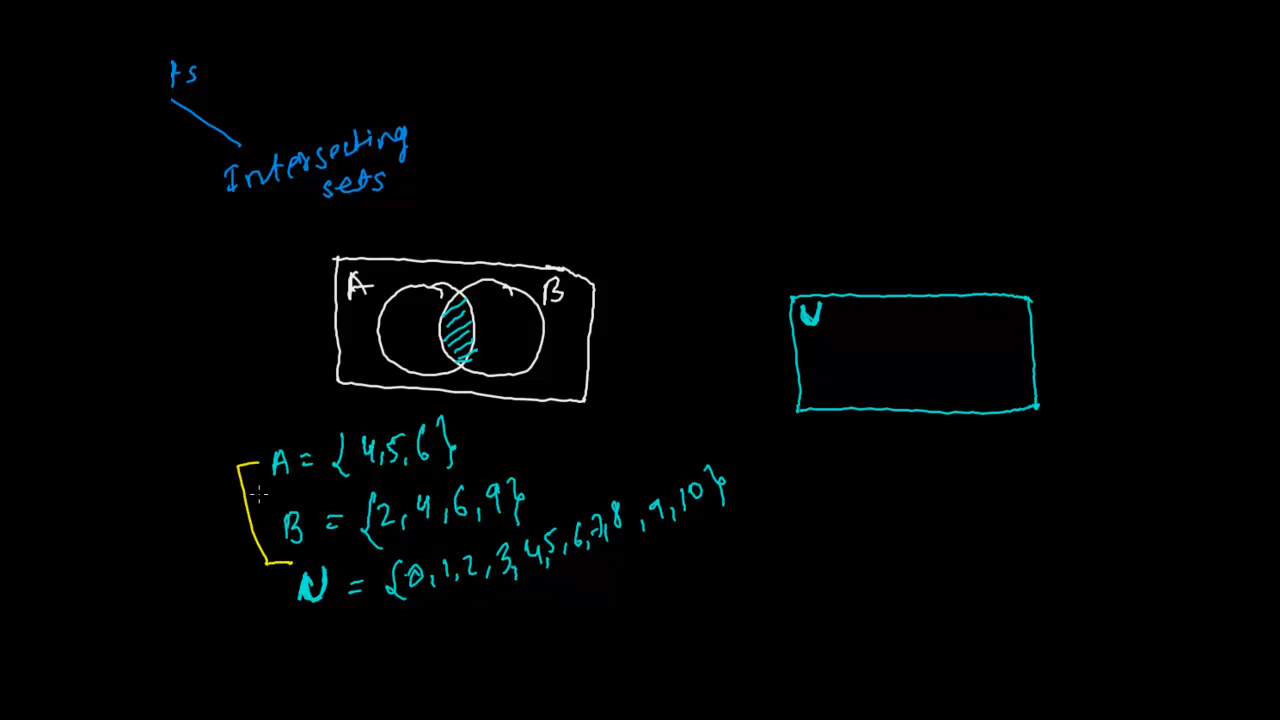 ts
Intersecting
sets
A B
U
A = {4,5,6}
B = {2,4,6,9}
U = {0,1,2,3,4,5,6,7,8,9,10}